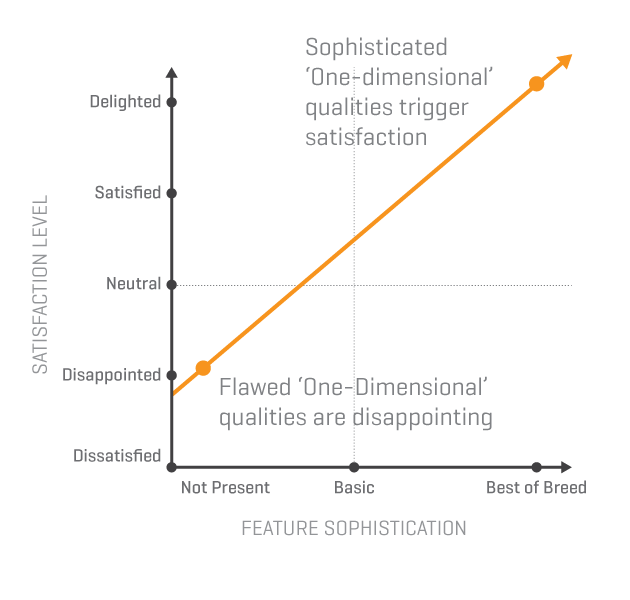 Sophisticated
‘One-dimensional’
qualities trigger
satisfaction
Delighted
Satisfied
Neutral
Disappointed
Dissatisfied
SATISFACTION LEVEL
Flawed ‘One-Dimensional’
qualities are disappointing
Not Present
Basic
Best of Breed
FEATURE SOPHISTICATION